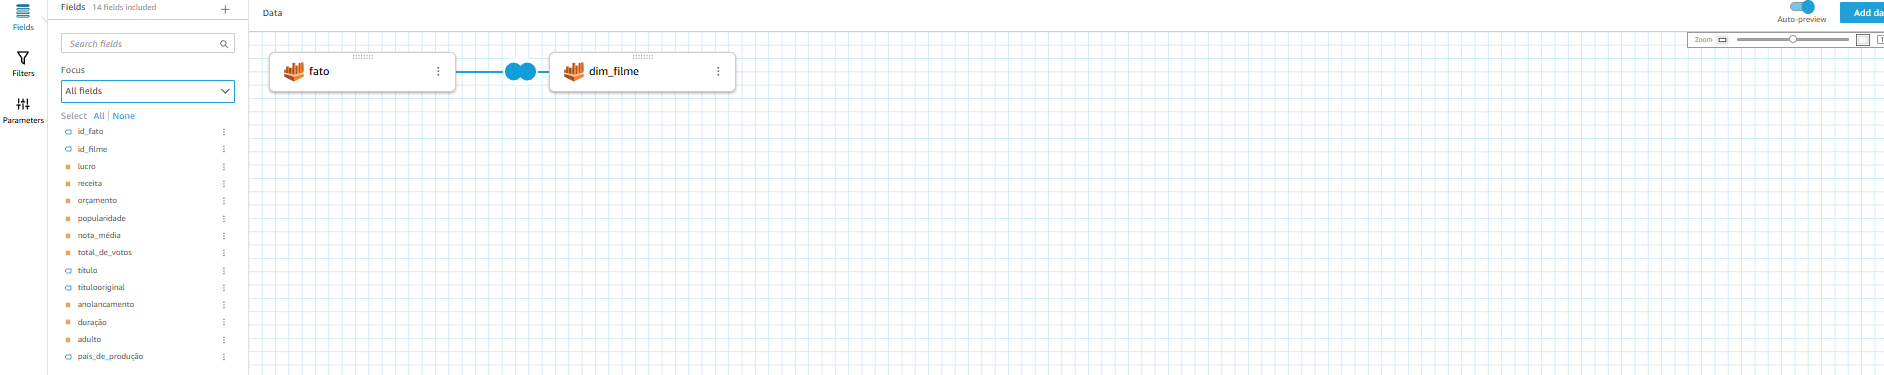 Fields
Filters
Parameters
Fields 14 fields included
Search fields
Focus
All fields
Select All None
id_fato
id_filme
lucro
receita
orçamento
popularidade
nota_média
total_de_votos
titulo
titulooriginal
anolancamento
duração
adulto
pais_de_produção
Data
Auto-preview
Add da
Zoom
fato
dim_filme